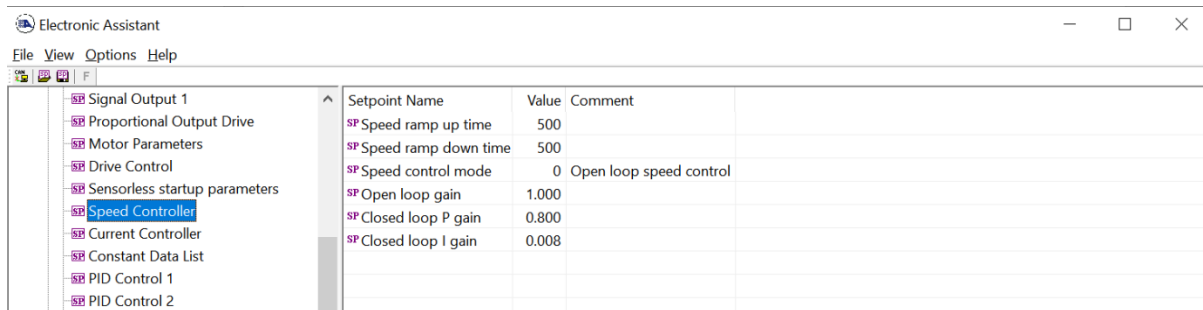 Electronic Assistant
File View Options Help
CAN F
SP Signal Output 1
SP Proportional Output Drive
SP Motor Parameters
SP Drive Control
SP Sensorless startup parameters
SP Speed Controller
SP Current Controller
SP Constant Data List
SP PID Control 1
SP PID Control 2
Setpoint Name Value Comment
SP Speed ramp up time 500
SP Speed ramp down time 500
SP Speed control mode 0 Open loop speed control
SP Open loop gain 1.000
SP Closed loop P gain 0.800
SP Closed loop I gain 0.008